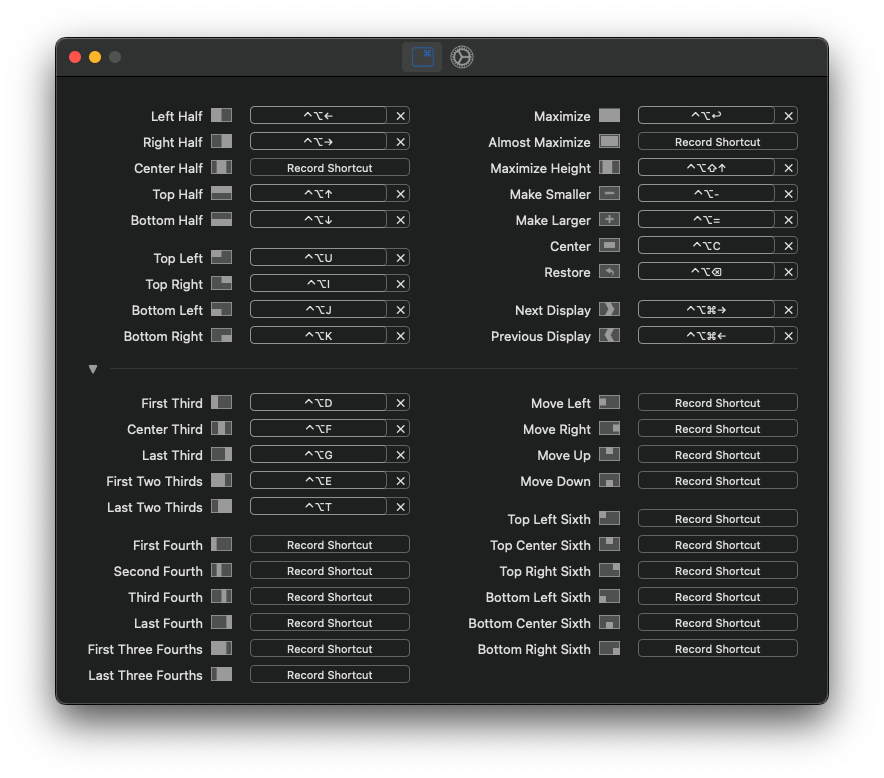 Left Half ^⌥← ×
Right Half ^⌥→ ×
Center Half Record Shortcut
Top Half ^⌥↑ ×
Bottom Half ^⌥↓ ×
Top Left ^⌥U ×
Top Right ^⌥I ×
Bottom Left ^⌥J ×
Bottom Right ^⌥K ×
Maximize ^⌥↩ ×
Almost Maximize Record Shortcut
Maximize Height ^⌥⇧↑ ×
Make Smaller ^⌥- ×
Make Larger ^⌥= ×
Center ^⌥C ×
Restore ^⌥⌫ ×
Next Display ^⌥⌘→ ×
Previous Display ^⌥⌘← ×
First Third ^⌥D ×
Center Third ^⌥F ×
Last Third ^⌥G ×
First Two Thirds ^⌥E ×
Last Two Thirds ^⌥T ×
First Fourth Record Shortcut
Second Fourth Record Shortcut
Third Fourth Record Shortcut
Last Fourth Record Shortcut
First Three Fourths Record Shortcut
Last Three Fourths Record Shortcut
Move Left Record Shortcut
Move Right Record Shortcut
Move Up Record Shortcut
Move Down Record Shortcut
Top Left Sixth Record Shortcut
Top Center Sixth Record Shortcut
Top Right Sixth Record Shortcut
Bottom Left Sixth Record Shortcut
Bottom Center Sixth Record Shortcut
Bottom Right Sixth Record Shortcut